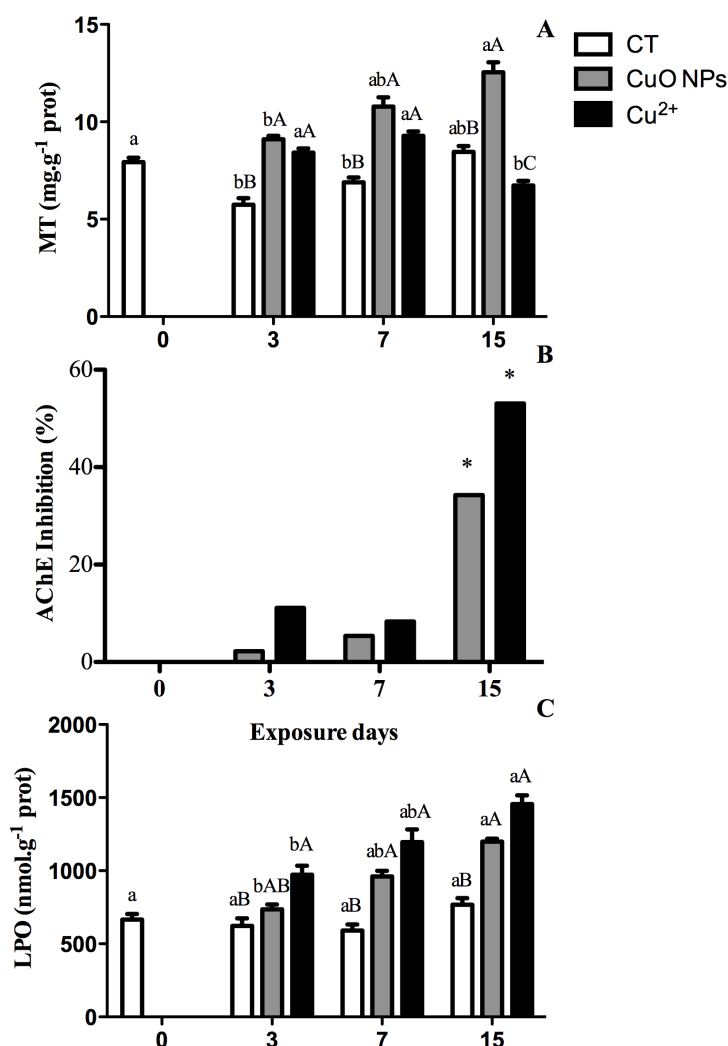 A
CT
CuO NPs
Cu²⁺
MT (mg.g⁻¹ prot)
15
10
5
0
a
bB
bA
aA
bB
abA
aA
abB
aA
bC
0 3 7 15
B
AChE Inhibition (%)
60
40
20
0
*
*
0 3 7 15
Exposure days
C
LPO (nmol.g⁻¹ prot)
2000
1500
1000
500
0
a
aB
bAB
bA
aB
abA
abA
aB
aA
aA
0 3 7 15